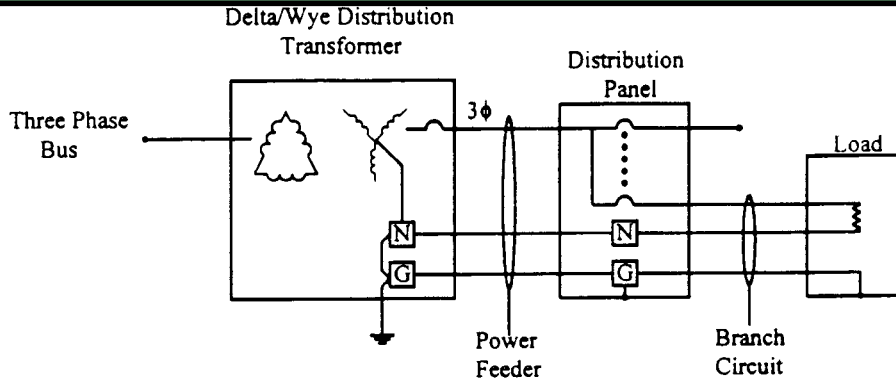 Delta/Wye Distribution
Transformer
Distribution
Panel
3ϕ
Three Phase
Bus
Load
N
N
G
G
Power
Feeder
Branch
Circuit